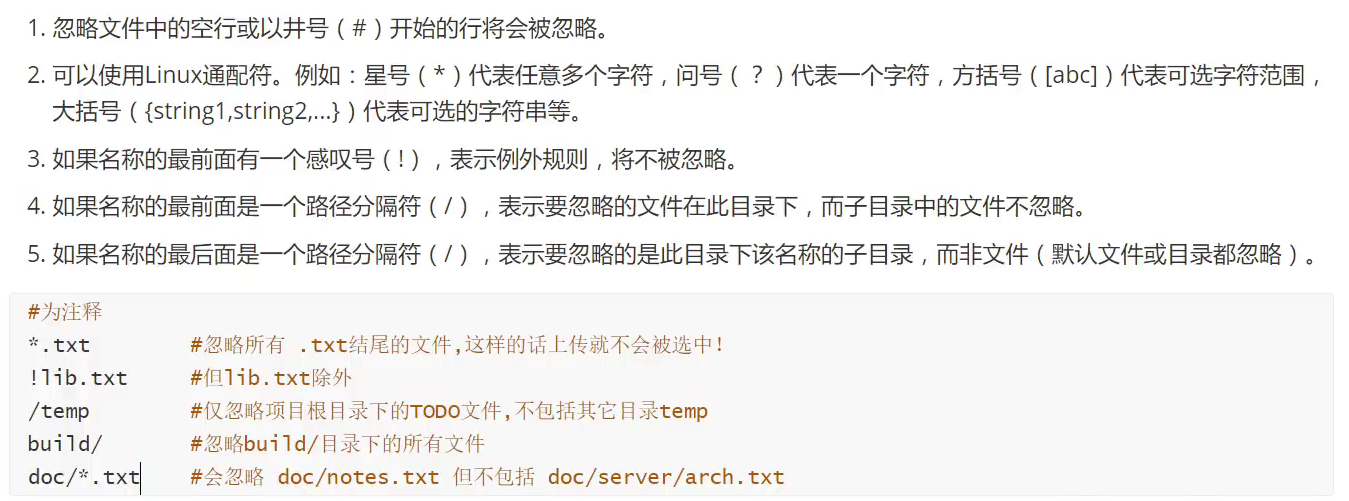 1. 忽略文件中的空行或以井号（#）开始的行将会被忽略。
2. 可以使用Linux通配符。例如：星号（*）代表任意多个字符，问号（？）代表一个字符，方括号（[abc]）代表可选字符范围，
大括号（{string1,string2,...}）代表可选的字符串等。
3. 如果名称的最前面有一个感叹号（!），表示例外规则，将不被忽略。
4. 如果名称的最前面是一个路径分隔符（/），表示要忽略的文件在此目录下，而子目录中的文件不忽略。
5. 如果名称的最后面是一个路径分隔符（/），表示要忽略的是此目录下该名称的子目录，而非文件（默认文件或目录都忽略）。
#为注释
*.txt #忽略所有 .txt结尾的文件,这样的话上传就不会被选中!
!lib.txt #但lib.txt除外
/temp #仅忽略项目根目录下的TODO文件,不包括其它目录temp
build/ #忽略build/目录下的所有文件
doc/*.txt #会忽略 doc/notes.txt 但不包括 doc/server/arch.txt